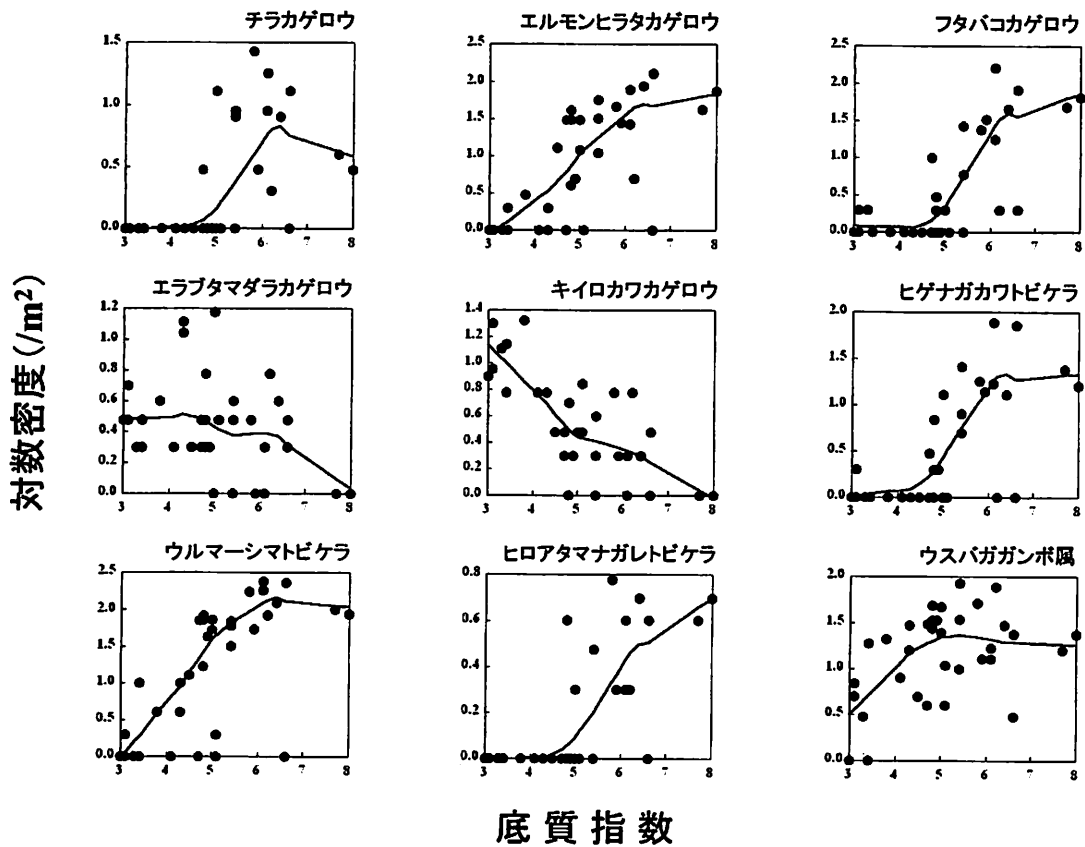 チラカゲロウ
1.5
1.0
0.5
0.0
3 4 5 6 7 8
エルモンヒラタカゲロウ
2.5
2.0
1.5
1.0
0.5
0.0
3 4 5 6 7 8
フタバコカゲロウ
2.5
2.0
1.5
1.0
0.5
0.0
3 4 5 6 7 8
対数密度(/m²)
エラブタマダラカゲロウ
1.2
1.0
0.8
0.6
0.4
0.2
0.0
3 4 5 6 7 8
キイロカワカゲロウ
1.4
1.2
1.0
0.8
0.6
0.4
0.2
0.0
3 4 5 6 7 8
ヒゲナガカワトビケラ
2.0
1.5
1.0
0.5
0.0
3 4 5 6 7 8
ウルマーシマトビケラ
2.5
2.0
1.5
1.0
0.5
0.0
3 4 5 6 7 8
ヒロアタマナガレトビケラ
0.8
0.6
0.4
0.2
0.0
3 4 5 6 7 8
ウスバガガンボ属
2.0
1.5
1.0
0.5
0.0
3 4 5 6 7 8
底質指数